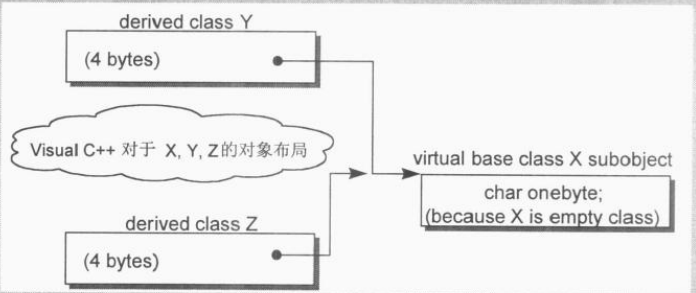 derived class Y
(4 bytes)
Visual C++ 对于 X, Y, Z的对象布局
virtual base class X subobject
char onebyte;
(because X is empty class)
derived class Z
(4 bytes)